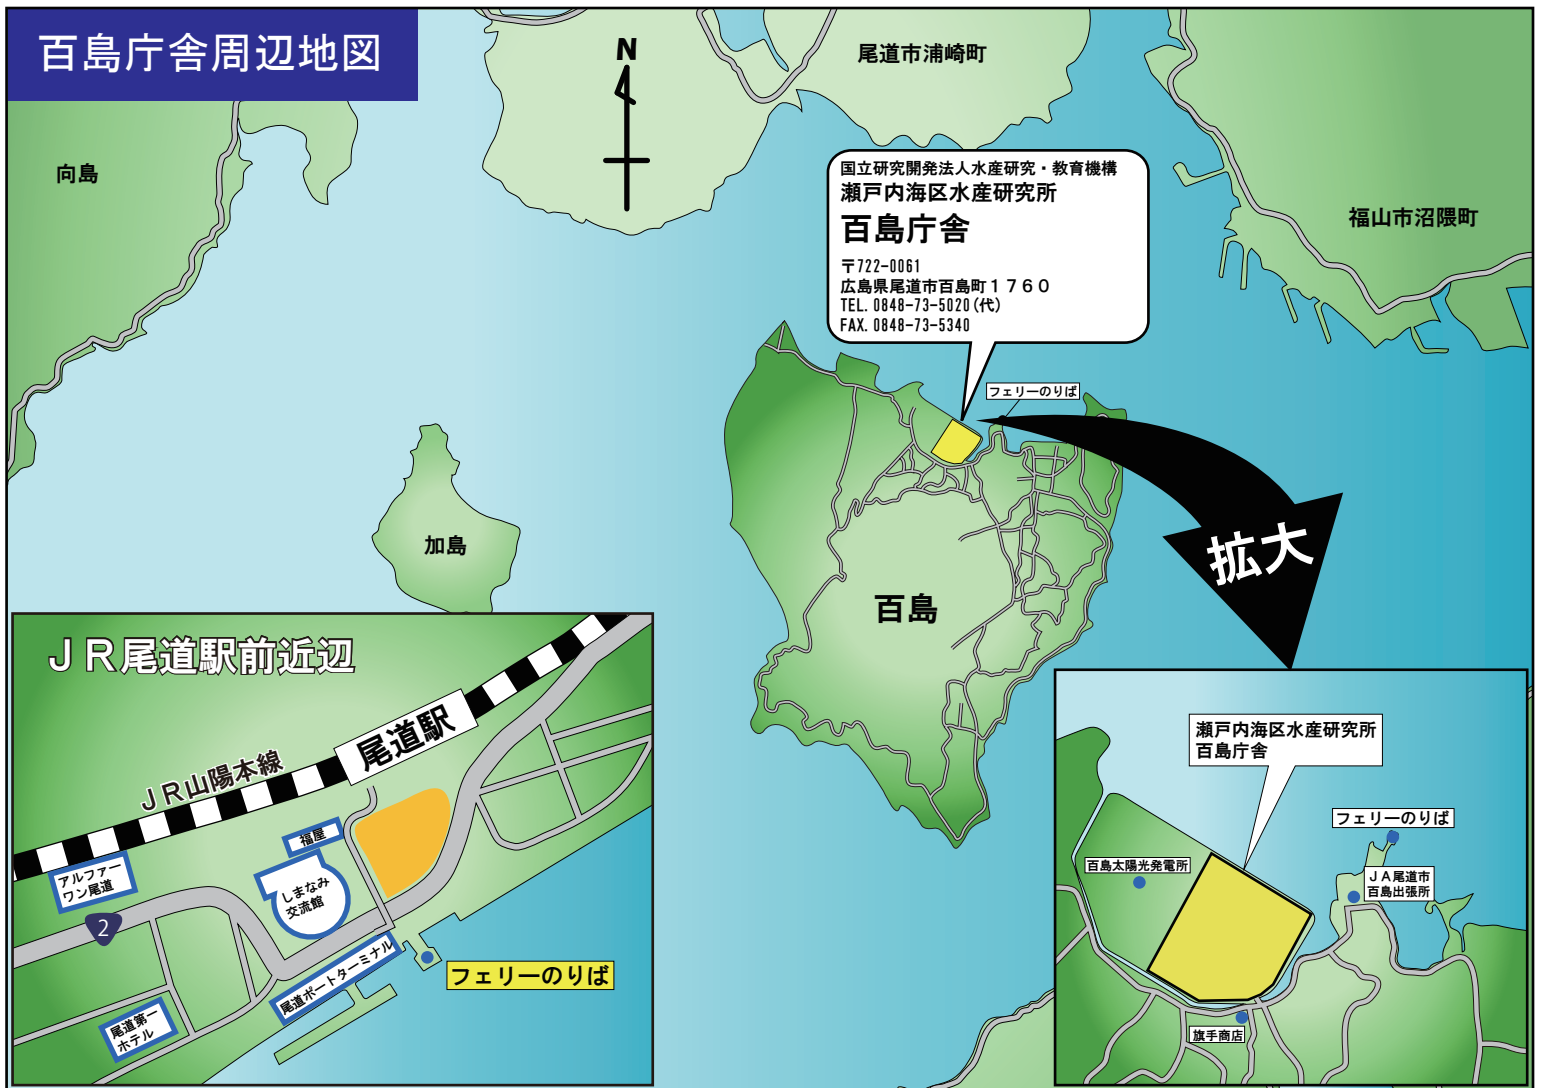 百島庁舎周辺地図
N
尾道市浦崎町
向島
福山市沼隈町
国立研究開発法人水産研究・教育機構
瀬戸内海区水産研究所
百島庁舎
〒722-0061
広島県尾道市百島町１７６０
TEL. 0848-73-5020(代)
FAX. 0848-73-5340
フェリーのりば
加島
百島
拡大
ＪＲ尾道駅前近辺
尾道駅
ＪＲ山陽本線
福屋
アルファー
ワン尾道
しまなみ
交流館
2
尾道ポートターミナル
フェリーのりば
尾道第一
ホテル
瀬戸内海区水産研究所
百島庁舎
フェリーのりば
百島太陽光発電所
ＪＡ尾道市
百島出張所
旗手商店